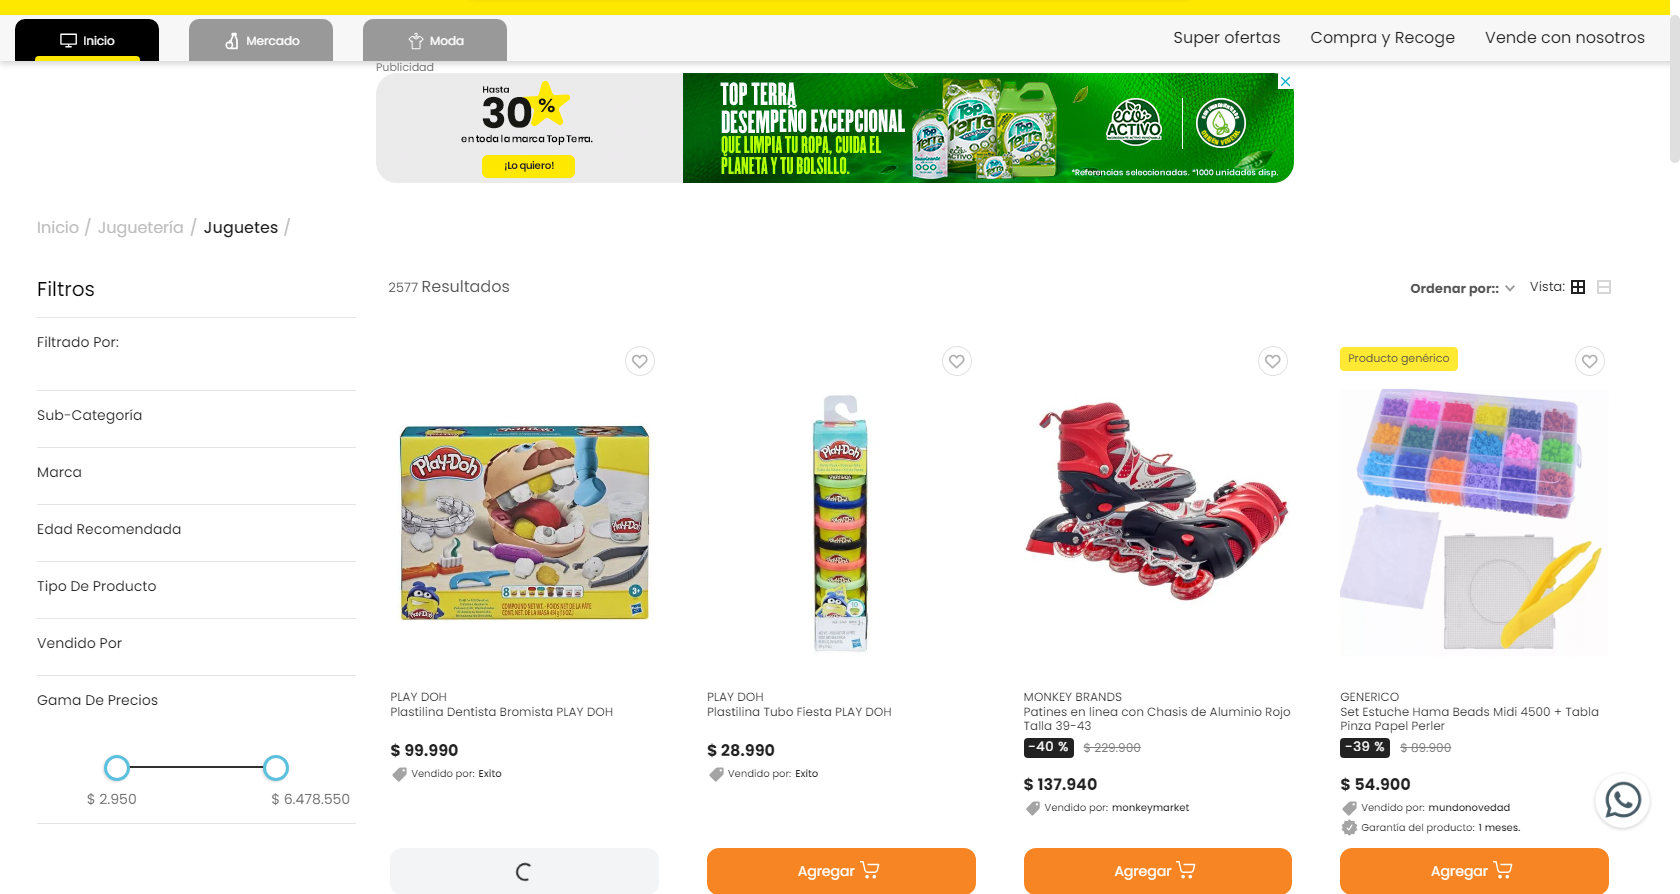 Inicio
Mercado
Moda
Super ofertas
Compra y Recoge
Vende con nosotros
Publicidad
Hasta
30%
en toda la marca Top Terra.
¡Lo quiero!
TOP TERRA
DESEMPEÑO EXCEPCIONAL
QUE LIMPIA TU ROPA, CUIDA EL
PLANETA Y TU BOLSILLO.
Top Terra
eco
ACTIVO
*Referencias seleccionadas. *1000 unidades disp.
Inicio / Juguetería / Juguetes /
Filtros
2577 Resultados
Ordenar por::
Vista:
Filtrado Por:
Sub-Categoría
Marca
Edad Recomendada
Tipo De Producto
Vendido Por
Gama De Precios
$ 2.950
$ 6.478.550
Play-Doh
PLAY DOH
Plastilina Dentista Bromista PLAY DOH
$ 99.990
Vendido por: Exito
Play-Doh
PLAY DOH
Plastilina Tubo Fiesta PLAY DOH
$ 28.990
Vendido por: Exito
Agregar
MONKEY BRANDS
Patines en linea con Chasis de Aluminio Rojo
Talla 39-43
-40 % $ 229.900
$ 137.940
Vendido por: monkeymarket
Agregar
Producto genérico
GENERICO
Set Estuche Hama Beads Midi 4500 + Tabla
Pinza Papel Perler
-39 % $ 89.900
$ 54.900
Vendido por: mundonovedad
Garantía del producto: 1 meses.
Agregar